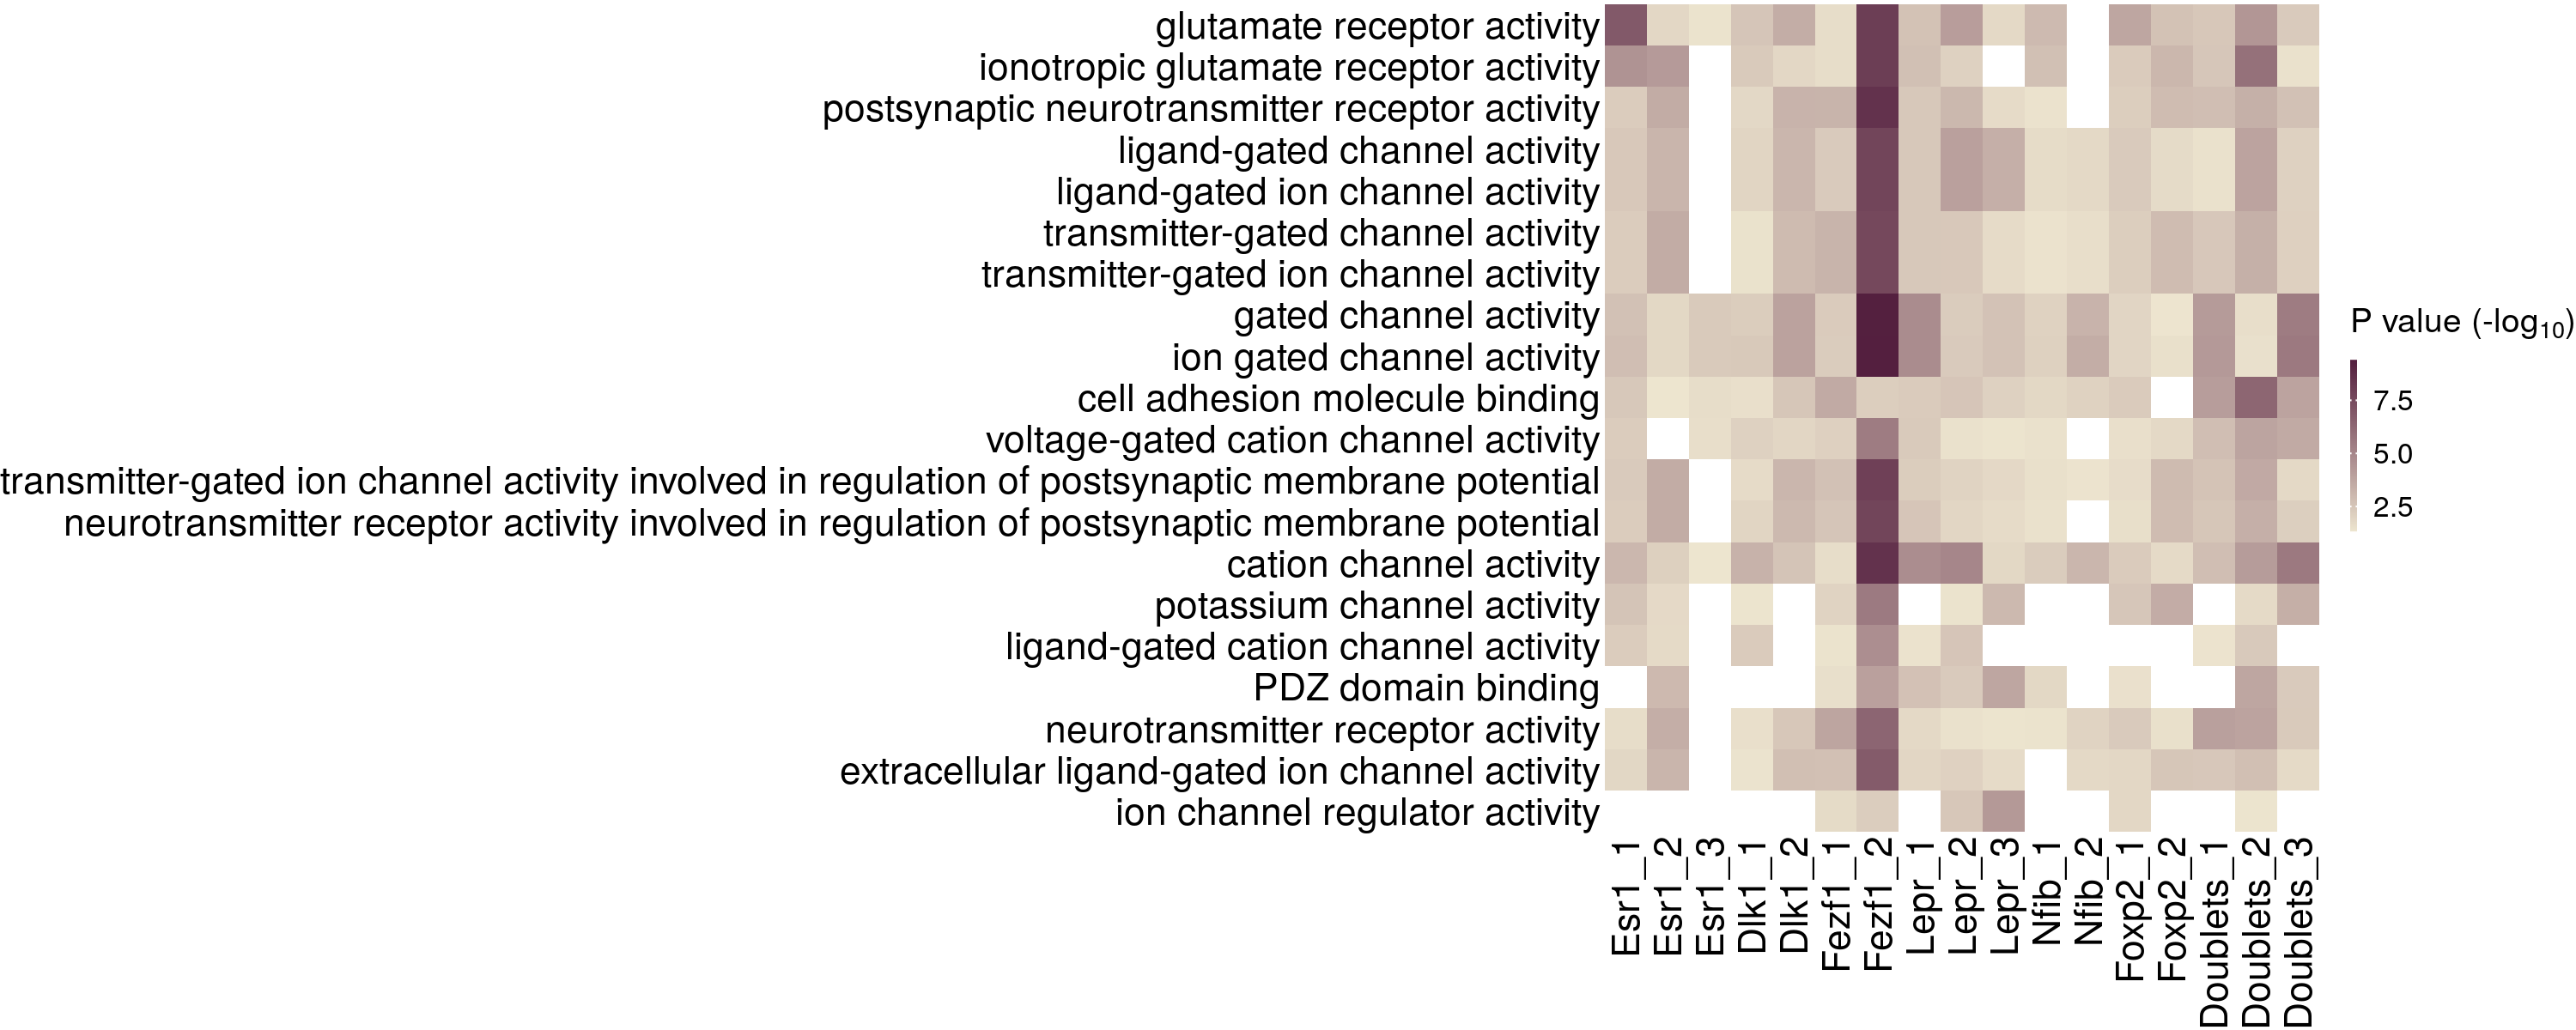 glutamate receptor activity
ionotropic glutamate receptor activity
postsynaptic neurotransmitter receptor activity
ligand-gated channel activity
ligand-gated ion channel activity
transmitter-gated channel activity
transmitter-gated ion channel activity
gated channel activity
ion gated channel activity
cell adhesion molecule binding
voltage-gated cation channel activity
transmitter-gated ion channel activity involved in regulation of postsynaptic membrane potential
neurotransmitter receptor activity involved in regulation of postsynaptic membrane potential
cation channel activity
potassium channel activity
ligand-gated cation channel activity
PDZ domain binding
neurotransmitter receptor activity
extracellular ligand-gated ion channel activity
ion channel regulator activity
Esr1_1
Esr1_2
Esr1_3
Dlk1_1
Dlk1_2
Fezf1_1
Fezf1_2
Lepr_1
Lepr_2
Lepr_3
Nfib_1
Nfib_2
Foxp2_1
Foxp2_2
Doublets_1
Doublets_2
Doublets_3
P value (-log10)
7.5
5.0
2.5